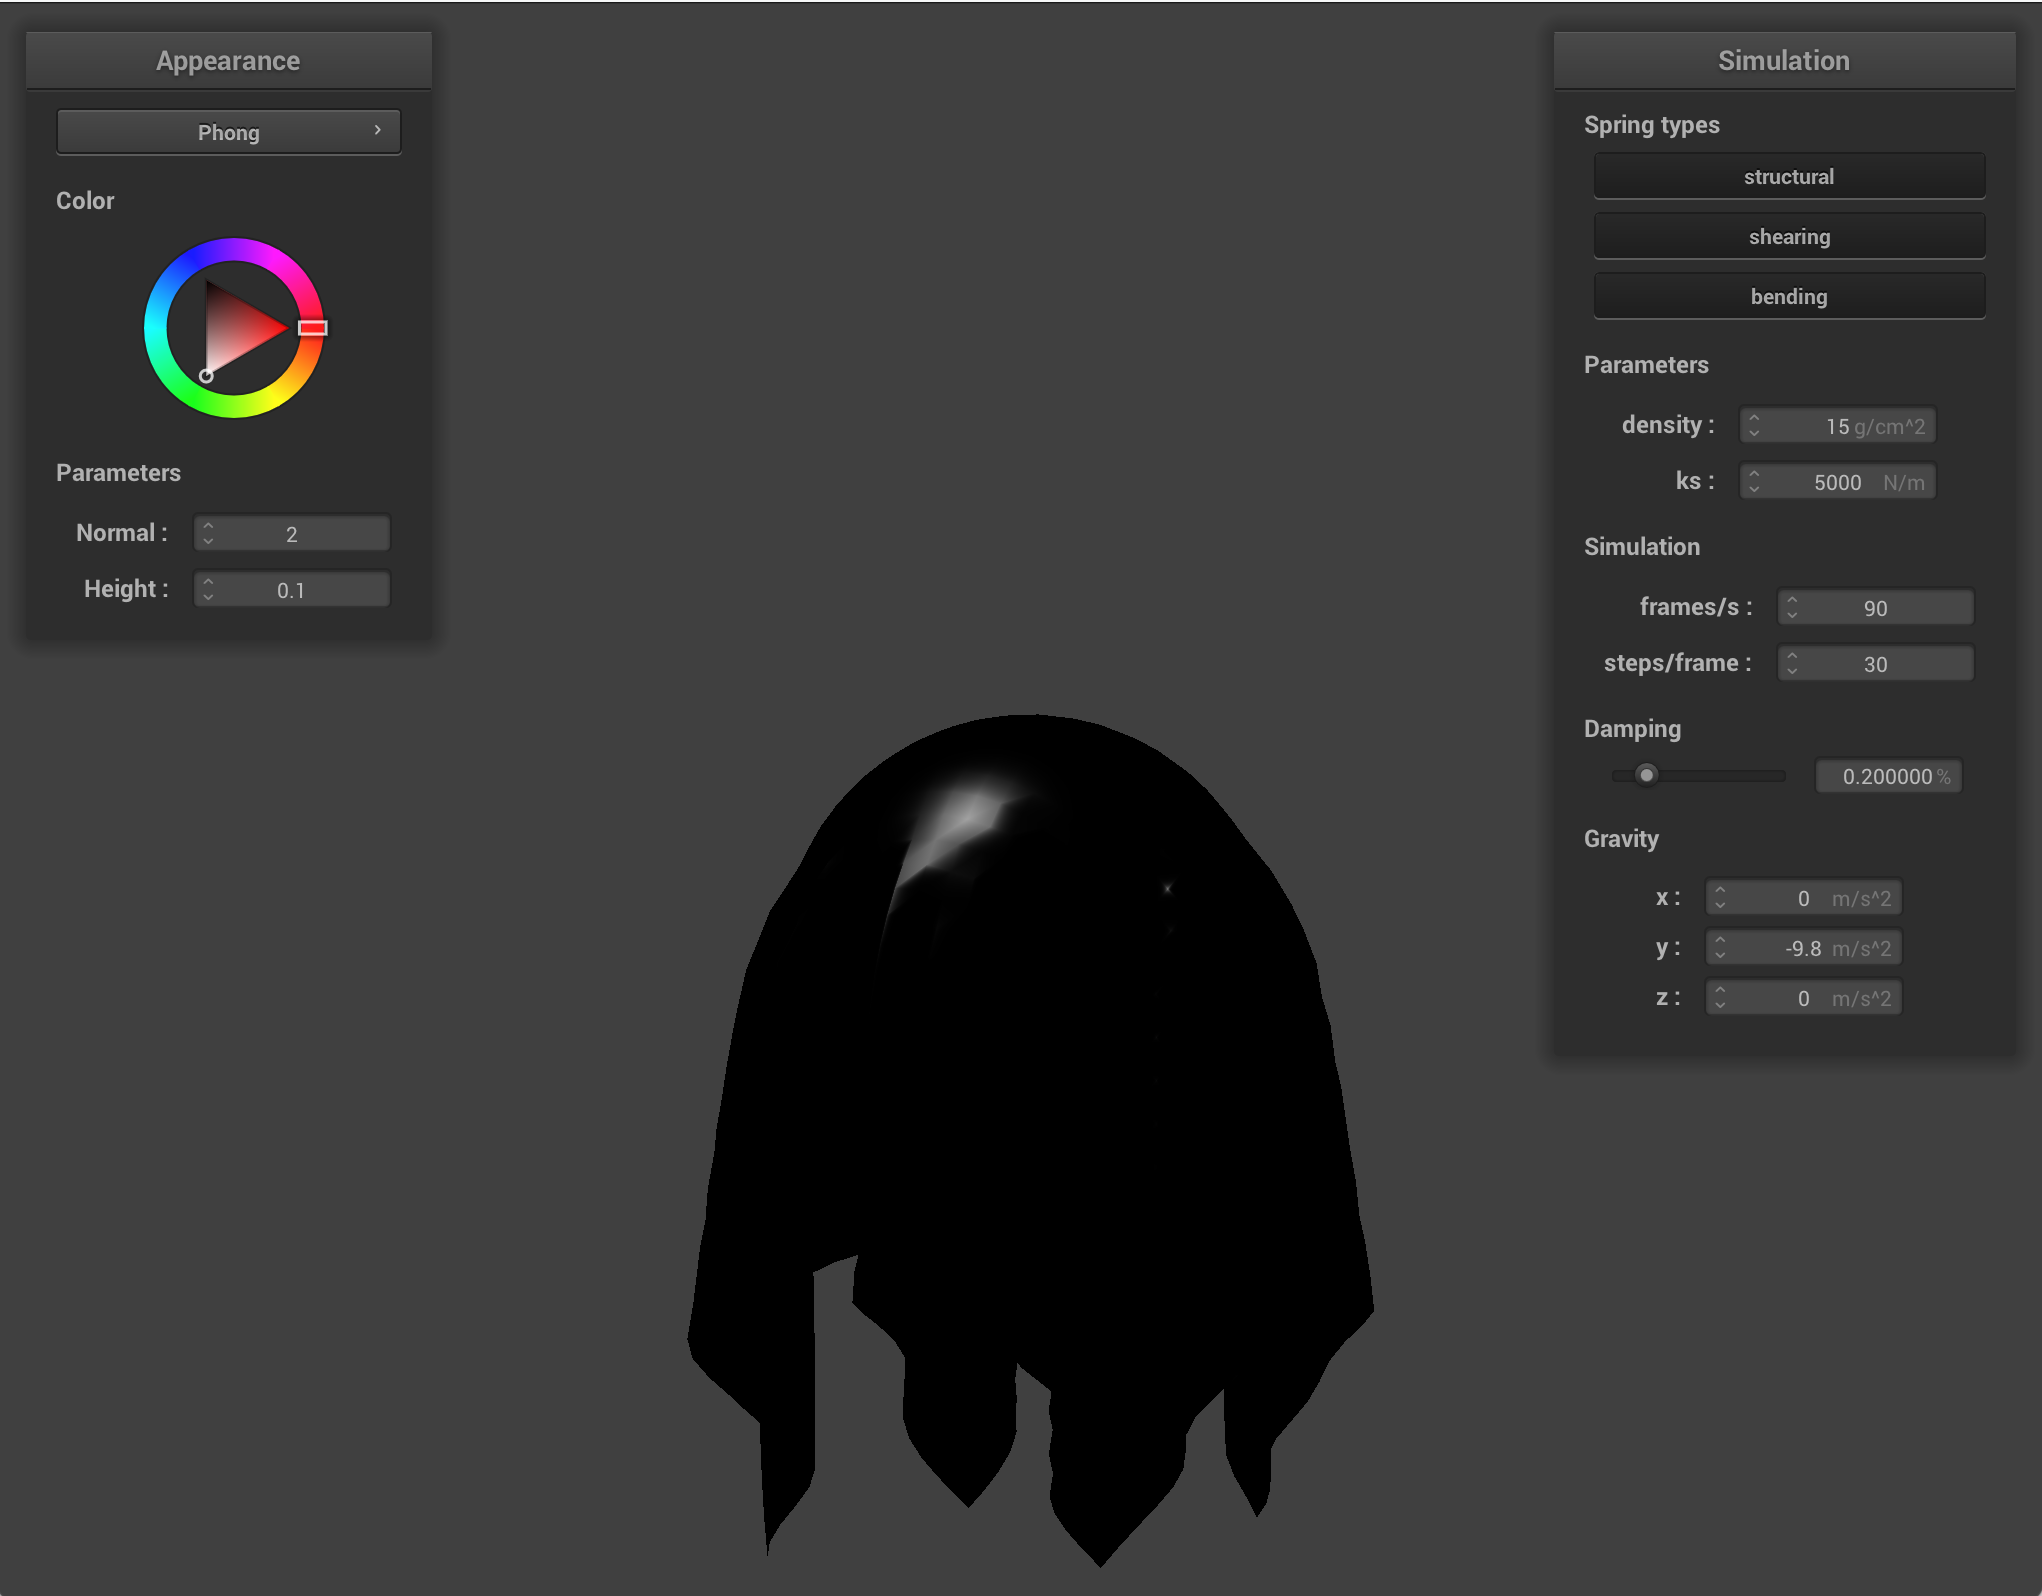 Appearance
Phong
Color
Parameters
Normal :
2
Height :
0.1
Simulation
Spring types
structural
shearing
bending
Parameters
density :
15 g/cm^2
ks :
5000 N/m
Simulation
frames/s :
90
steps/frame :
30
Damping
0.200000 %
Gravity
x :
0 m/s^2
y :
-9.8 m/s^2
z :
0 m/s^2